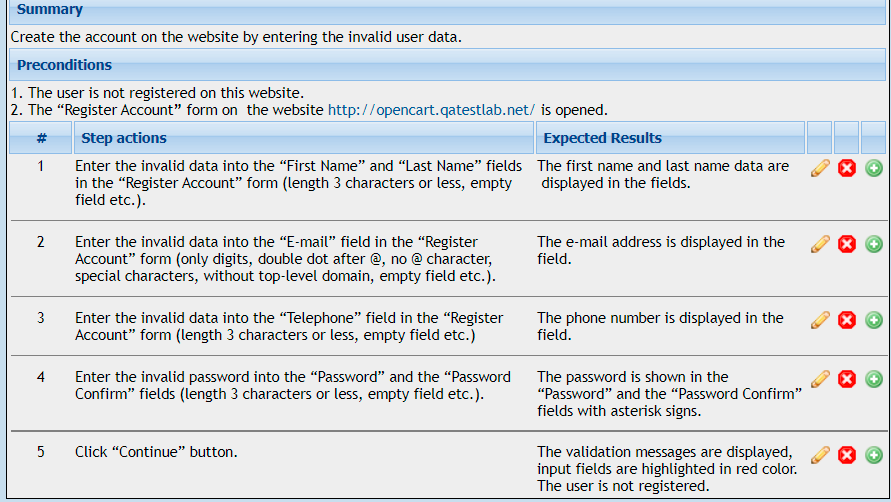 Summary
Create the account on the website by entering the invalid user data.
Preconditions
1. The user is not registered on this website.
2. The “Register Account” form on  the website http://opencart.qatestlab.net/ is opened.
# Step actions Expected Results
1 Enter the invalid data into the “First Name” and “Last Name” fields
in the “Register Account” form (length 3 characters or less, empty
field etc.).
The first name and last name data are
displayed in the fields.
2 Enter the invalid data into the “E-mail” field in the “Register
Account” form (only digits, double dot after @, no @ character,
special characters, without top-level domain, empty field etc.).
The e-mail address is displayed in the
field.
3 Enter the invalid data into the “Telephone” field in the “Register
Account” form (length 3 characters or less, empty field etc.)
The phone number is displayed in the
field.
4 Enter the invalid password into the “Password” and the “Password
Confirm” fields (length 3 characters or less, empty field etc.).
The password is shown in the
“Password” and the “Password Confirm”
fields with asterisk signs.
5 Click “Continue” button.
The validation messages are displayed,
input fields are highlighted in red color.
The user is not registered.